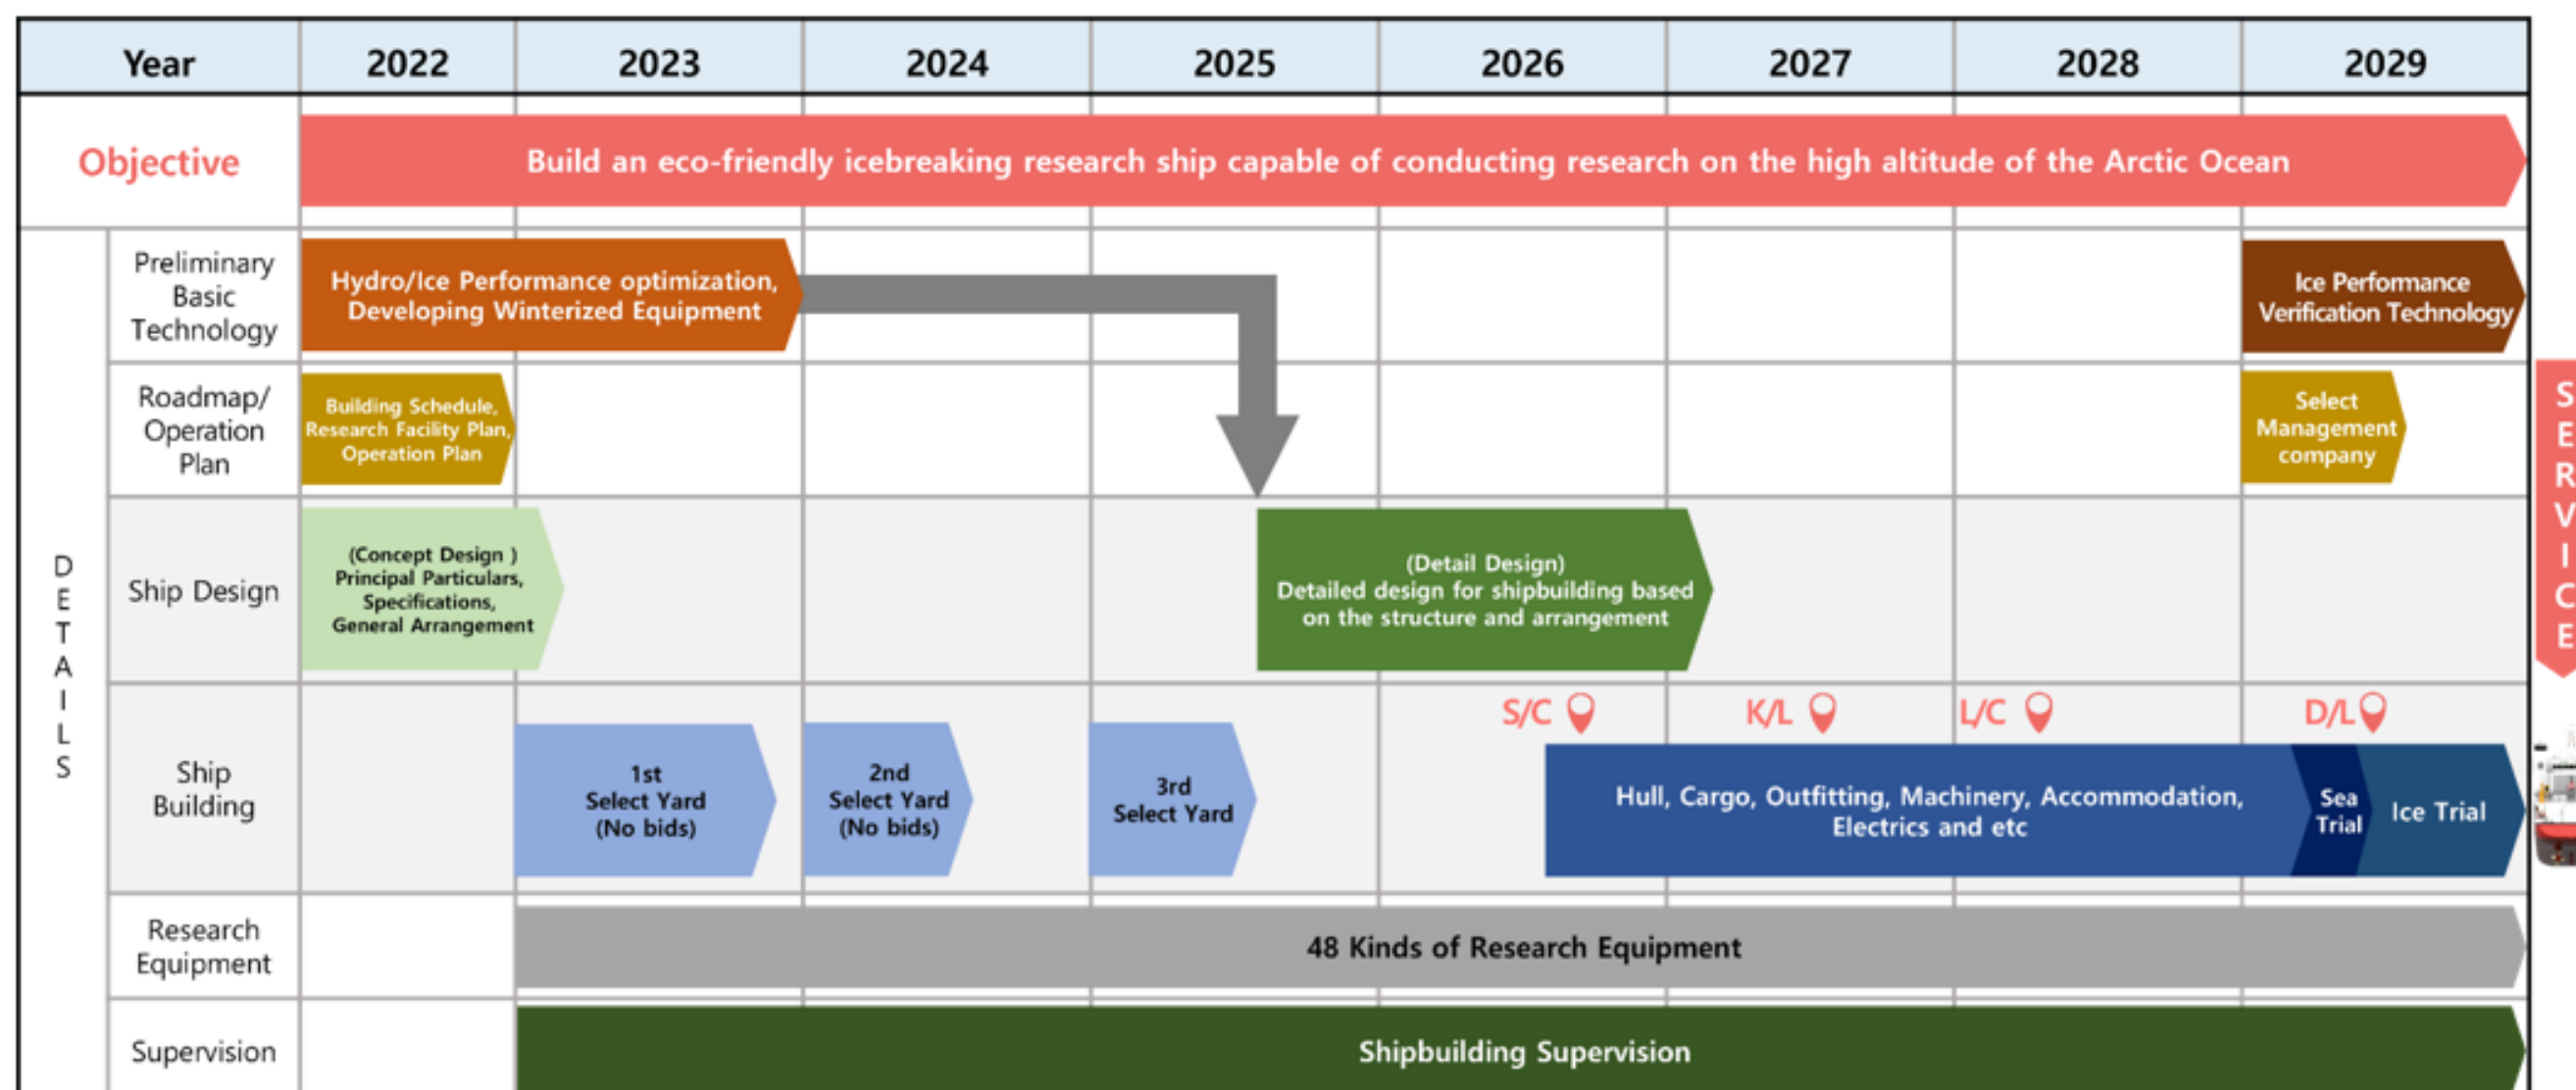 Year 2022 2023 2024 2025 2026 2027 2028 2029
Objective
Build an eco-friendly icebreaking research ship capable of conducting research on the high altitude of the Arctic Ocean
DETAILS
Preliminary
Basic
Technology
Hydro/Ice Performance optimization,
Developing Winterized Equipment
Ice Performance
Verification Technology
Roadmap/
Operation
Plan
Building Schedule,
Research Facility Plan,
Operation Plan
Select
Management
company
Ship Design
(Concept Design )
Principal Particulars,
Specifications,
General Arrangement
(Detail Design)
Detailed design for shipbuilding based
on the structure and arrangement
Ship
Building
1st
Select Yard
(No bids)
2nd
Select Yard
(No bids)
3rd
Select Yard
S/C
K/L
L/C
D/L
Hull, Cargo, Outfitting, Machinery, Accommodation,
Electrics and etc
Sea
Trial
Ice Trial
Research
Equipment
48 Kinds of Research Equipment
Supervision
Shipbuilding Supervision
SERVICE